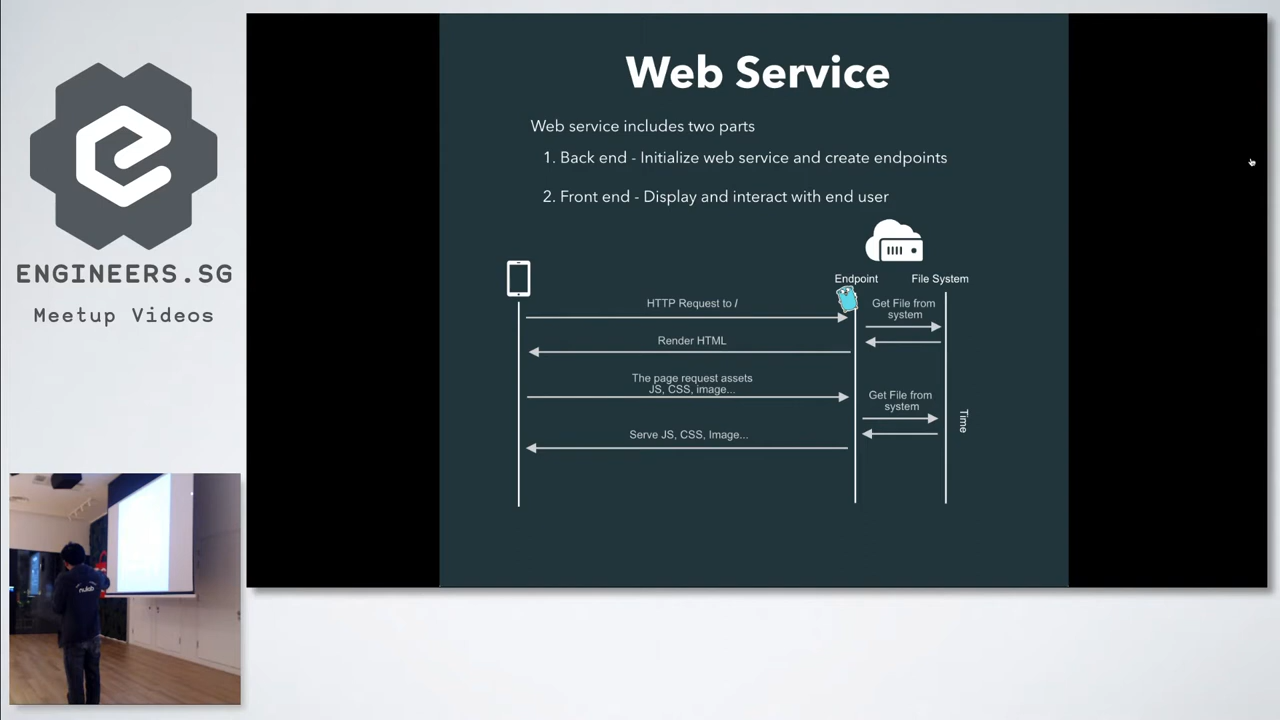 Web Service
Web service includes two parts
1. Back end - Initialize web service and create endpoints
2. Front end - Display and interact with end user
ENGINEERS.SG
Meetup Videos
Endpoint
File System
HTTP Request to /
Get File from
system
Render HTML
The page request assets
JS, CSS, image...
Get File from
system
Time
Serve JS, CSS, Image...
nulab